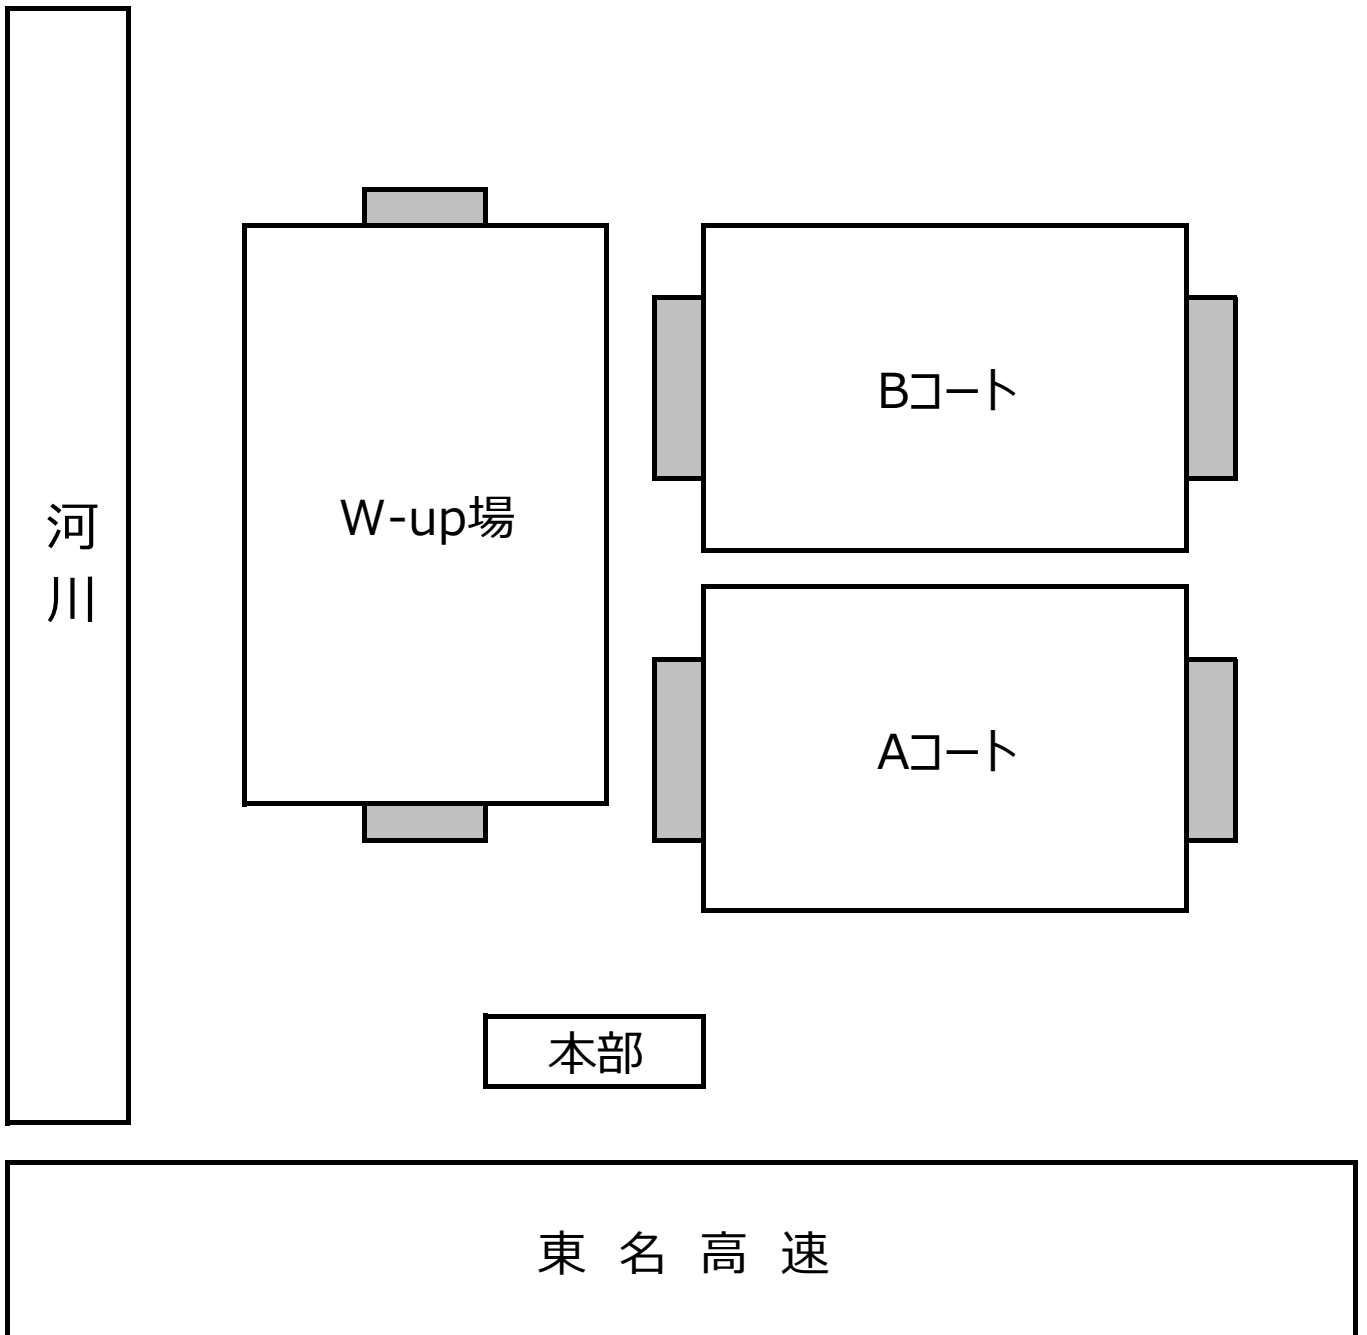 Bコート
W-up場
河
川
Aコート
本部
東 名 高 速